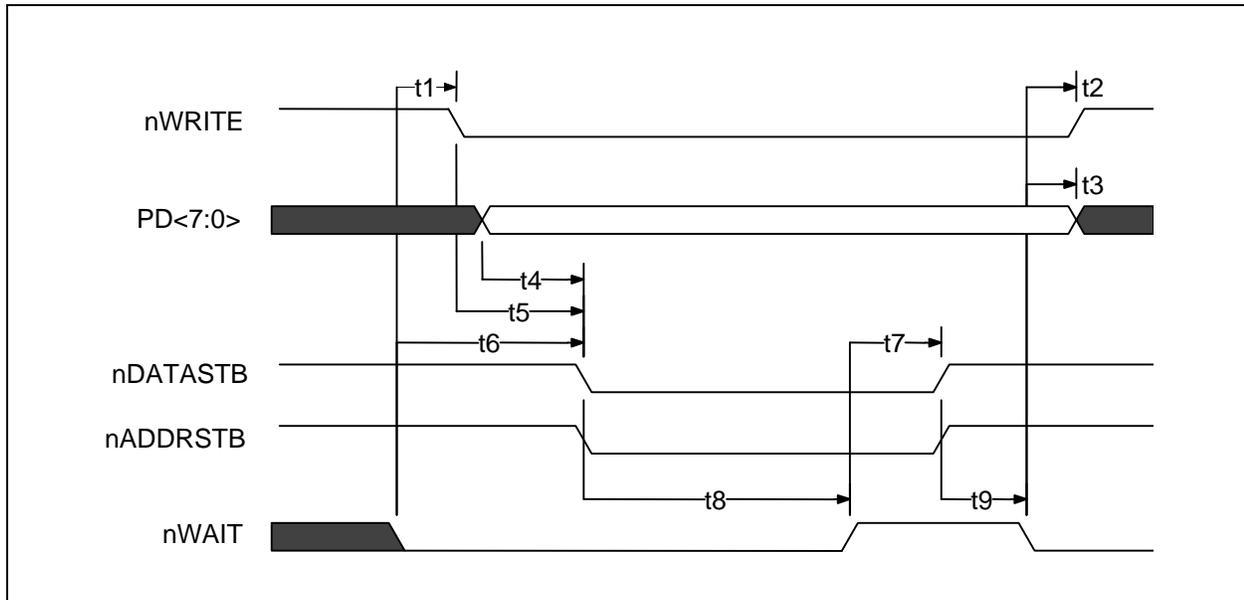 t1
t2
nWRITE
t3
PD<7:0>
t4
t5
t6
t7
nDATASTB
nADDRSTB
t8
t9
nWAIT